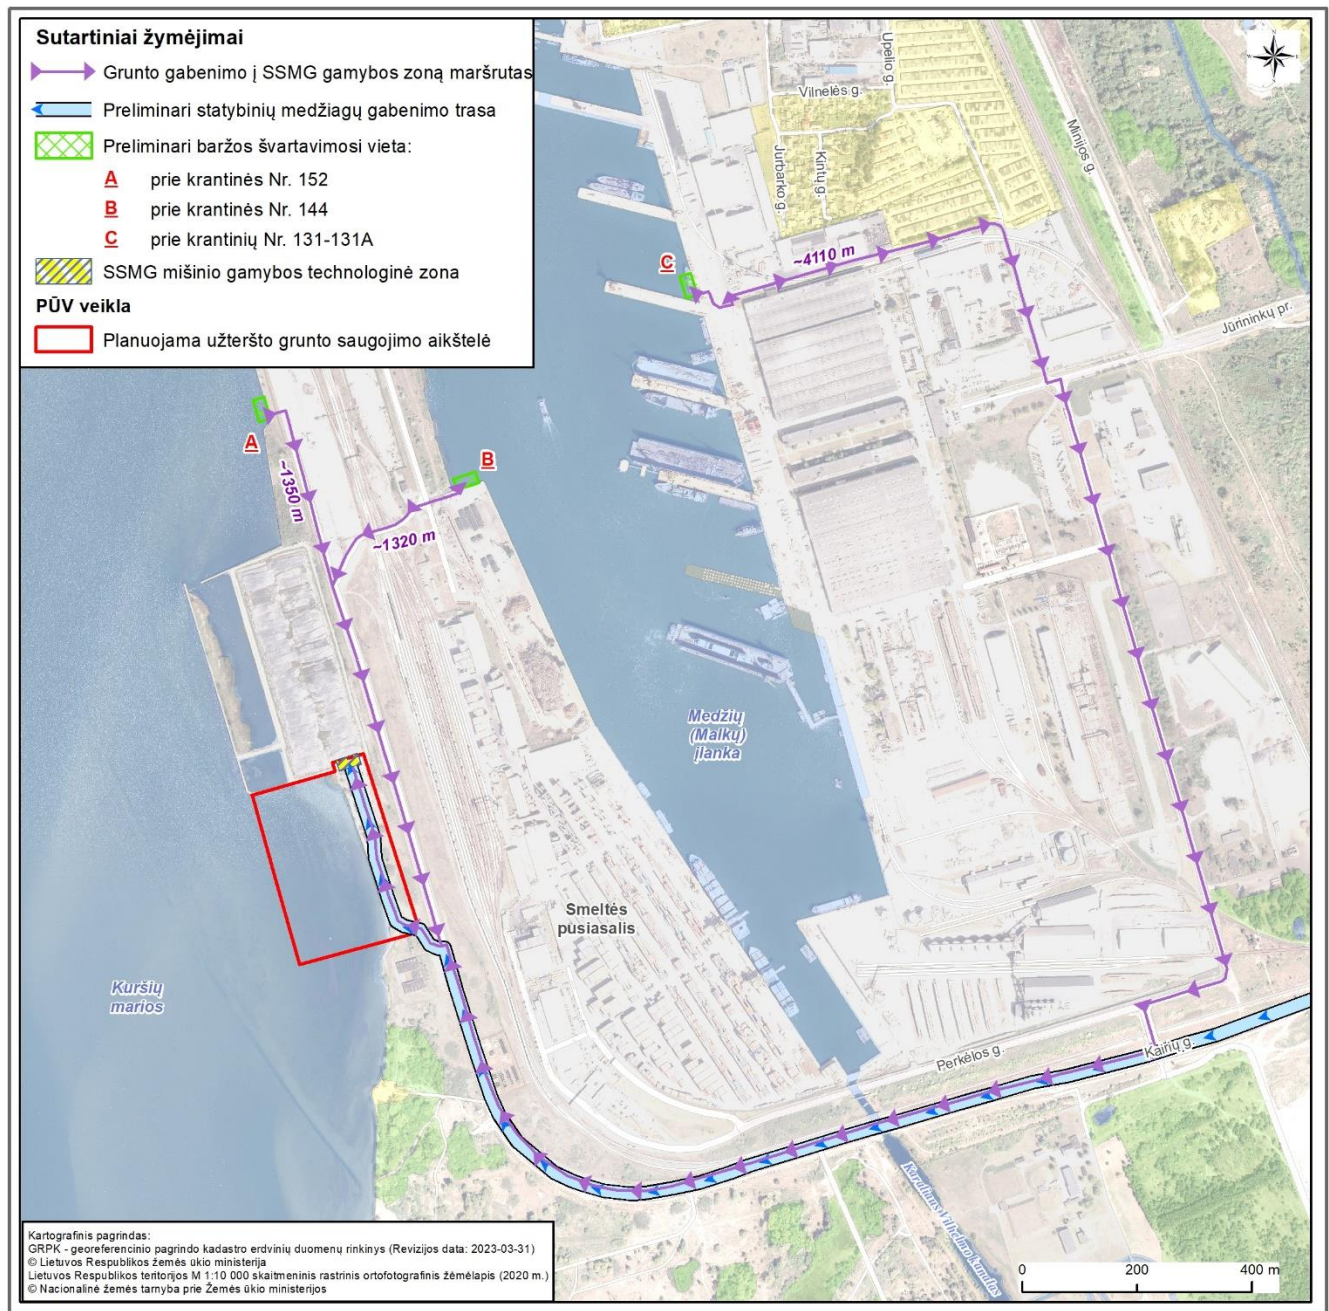 Sutartiniai žymėjimai
Grunto gabenimo į SSMG gamybos zoną maršrutas
Preliminari statybinių medžiagų gabenimo trasa
Preliminari baržos švartavimosi vieta:
A prie krantinės Nr. 152
B prie krantinės Nr. 144
C prie krantinių Nr. 131-131A
SSMG mišinio gamybos technologinė zona
PŪV veikla
Planuojama užteršto grunto saugojimo aikštelė
Upelio g.
Vilnelės g.
Jurbarko g.
Kintų g.
Minijos g.
Jūrininkų pr.
C
~4110 m
A
B
~1350 m
~1320 m
Medžių
(Malkų)
įlanka
Smeltės
pusiasalis
Kuršių
marios
Perkėlos g.
Kairių g.
Karaliaus Vilhelmo kanalas
Kartografinis pagrindas:
GRPK - georeferencinio pagrindo kadastro erdvinių duomenų rinkinys (Revizijos data: 2023-03-31)
© Lietuvos Respublikos žemės ūkio ministerija
Lietuvos Respublikos teritorijos M 1:10 000 skaitmeninis rastrinis ortofotografinis žemėlapis (2020 m.)
© Nacionalinė žemės tarnyba prie Žemės ūkio ministerijos
0 200 400 m